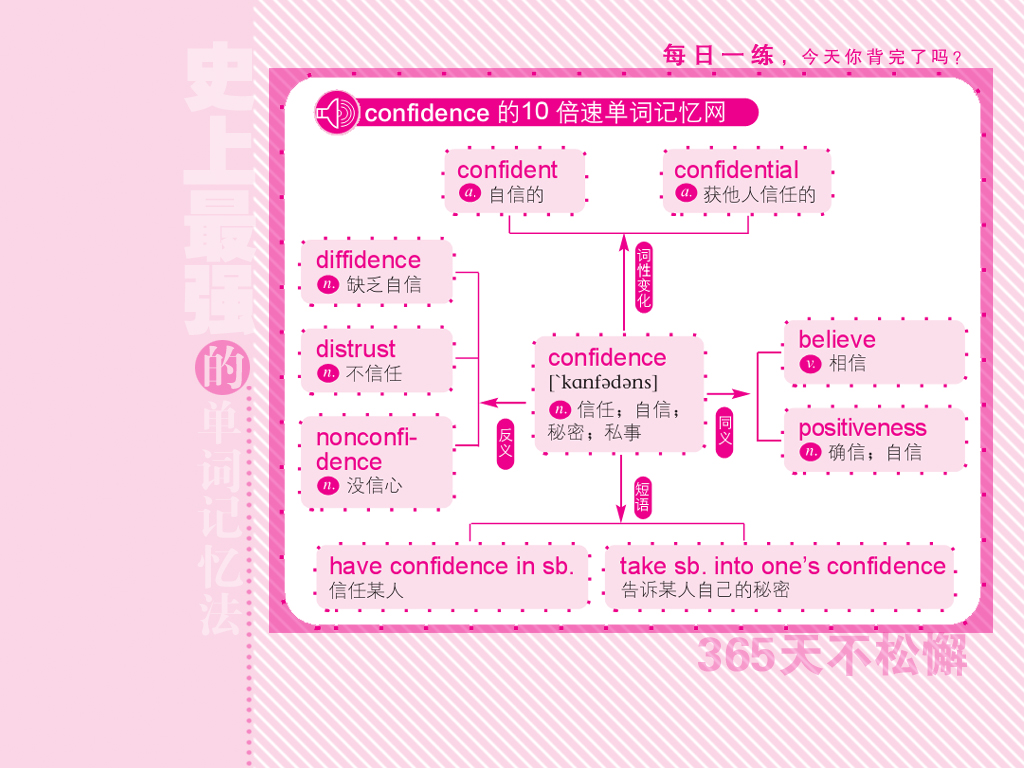 每日一练，今天你背完了吗？
史上最强的单词记忆法
confidence 的10 倍速单词记忆网
confident
a. 自信的
confidential
a. 获他人信任的
词性变化
diffidence
n. 缺乏自信
distrust
n. 不信任
nonconfi-
dence
n. 没信心
反义
confidence
[`kɑnfədəns]
n. 信任；自信；
秘密；私事
同义
believe
v. 相信
positiveness
n. 确信；自信
短语
have confidence in sb.
信任某人
take sb. into one’s confidence
告诉某人自己的秘密
365天不松懈